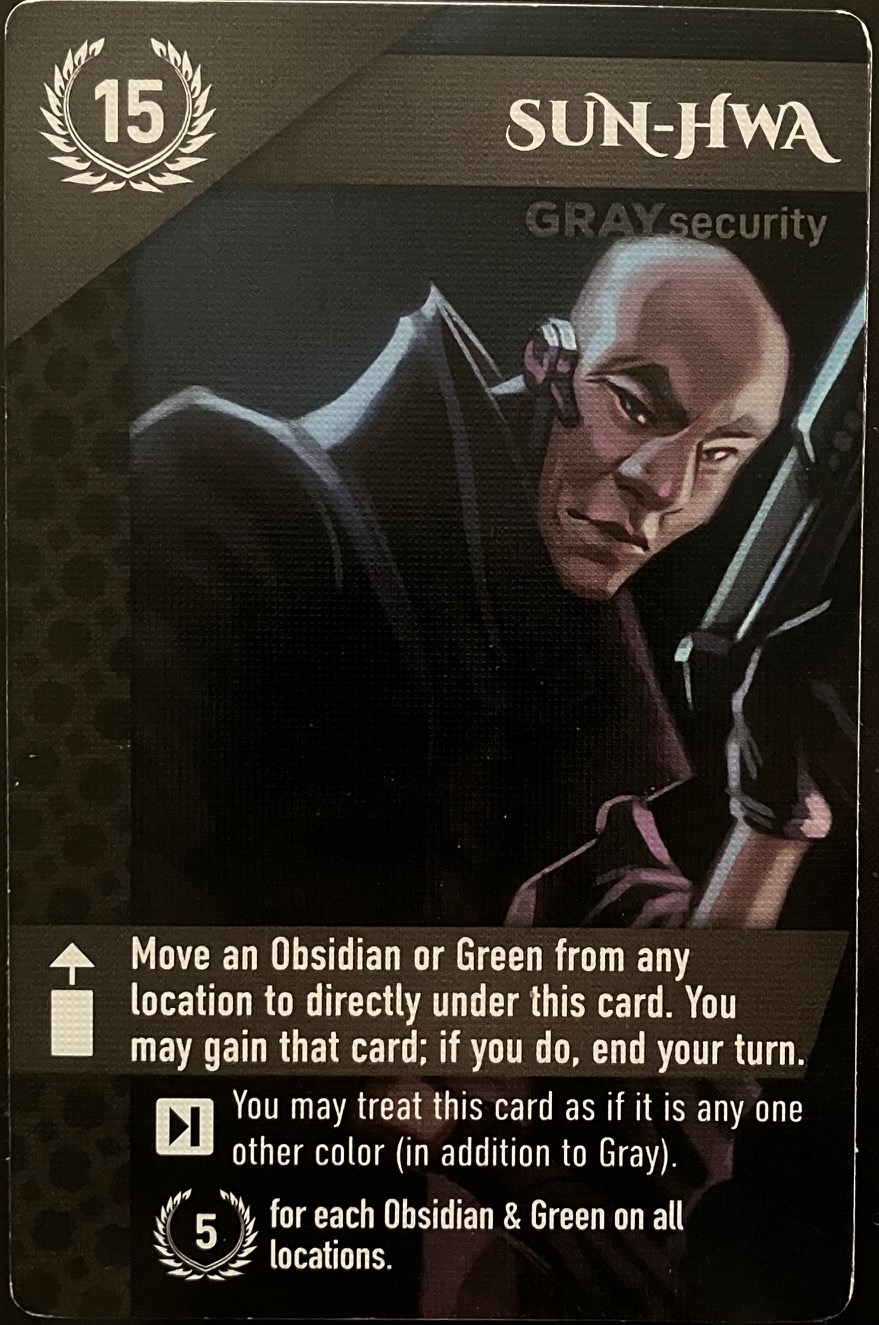 15
SUN-HWA
GRAY security
Move an Obsidian or Green from any
location to directly under this card. You
may gain that card; if you do, end your turn.
You may treat this card as if it is any one
other color (in addition to Gray).
5 for each Obsidian & Green on all
locations.